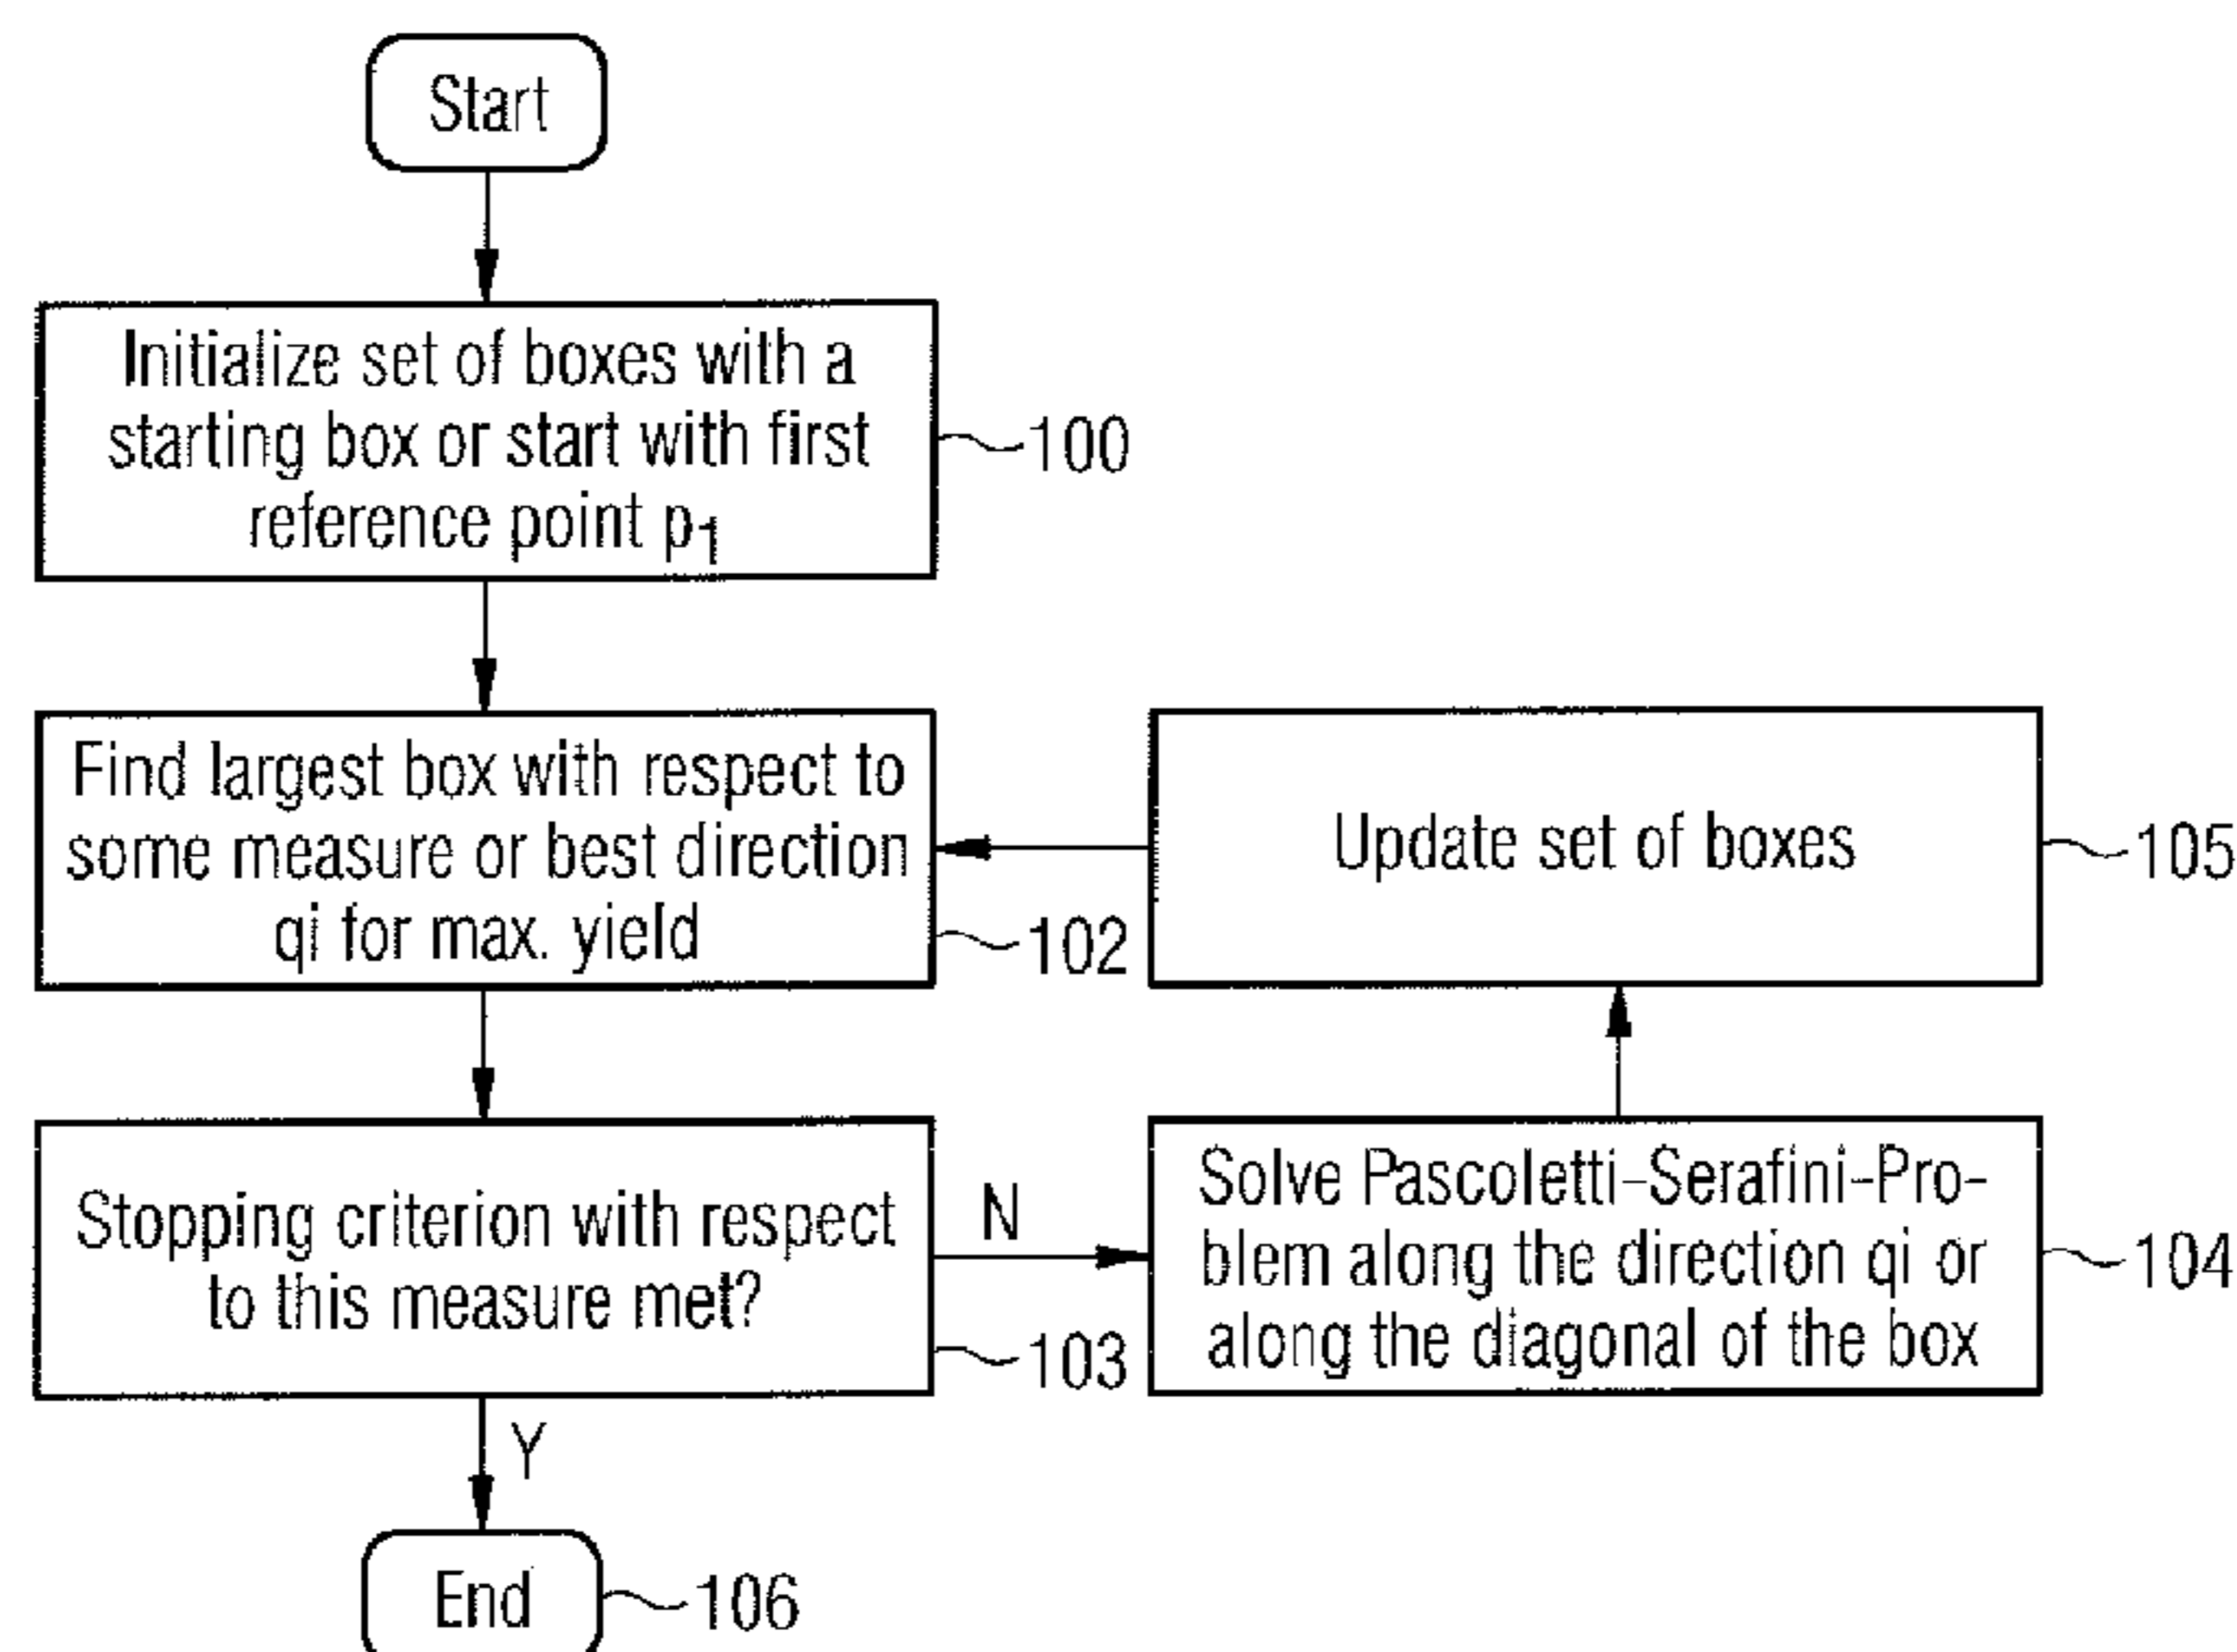 Start
Initialize set of boxes with a
starting box or start with first
reference point p1
100
Find largest box with respect to
some measure or best direction
qi for max. yield
102
Update set of boxes
105
Stopping criterion with respect
to this measure met?
103
N
Solve Pascoletti-Serafini-Pro-
blem along the direction qi or
along the diagonal of the box
104
Y
End
106